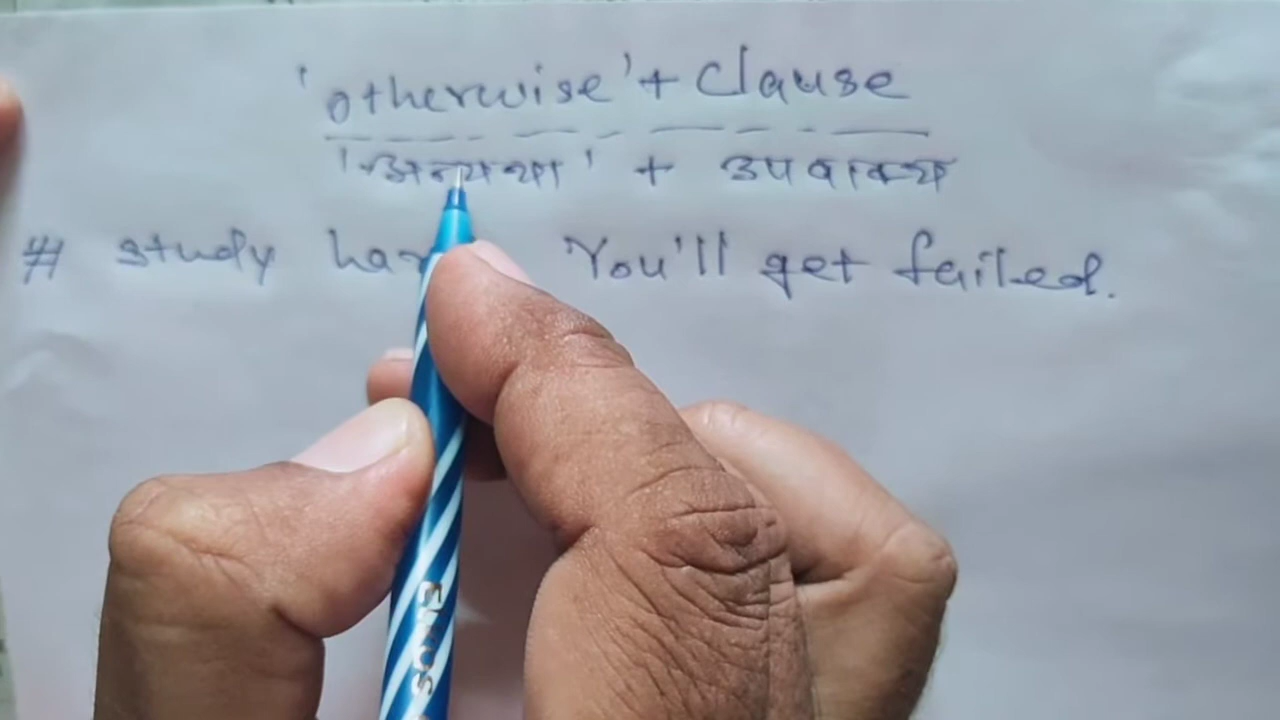 'otherwise' + Clause
'अन्यथा' + उपवाक्य
# study You'll get failed.